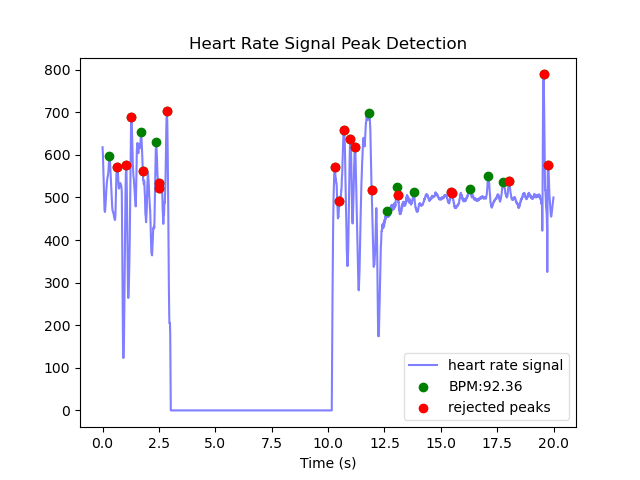 Heart Rate Signal Peak Detection
800
700
600
500
400
300
200
100
0
heart rate signal
BPM:92.36
rejected peaks
0.0 2.5 5.0 7.5 10.0 12.5 15.0 17.5 20.0
Time (s)